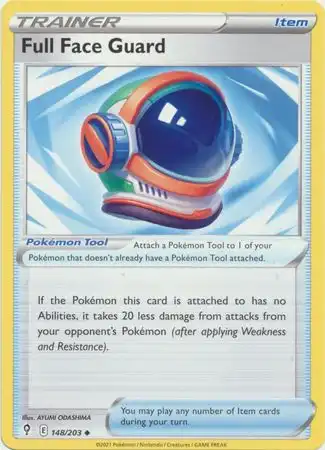 TRAINER Item
Full Face Guard
Pokémon Tool Attach a Pokémon Tool to 1 of your
Pokémon that doesn't already have a Pokémon Tool attached.
If the Pokémon this card is attached to has no
Abilities, it takes 20 less damage from attacks from
your opponent's Pokémon (after applying Weakness
and Resistance).
Illus. AYUMI ODASHIMA
E 148/203
You may play any number of Item cards
during your turn.
©2021 Pokémon / Nintendo / Creatures / GAME FREAK